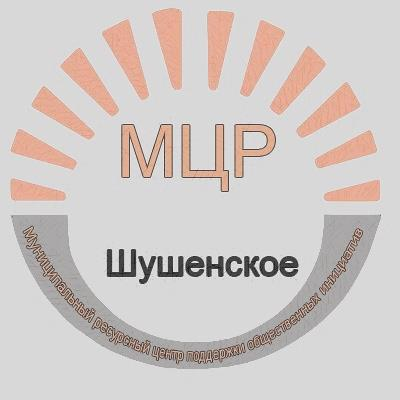 МЦР
Шушенское
Муниципальный ресурсный центр поддержки общественных инициатив